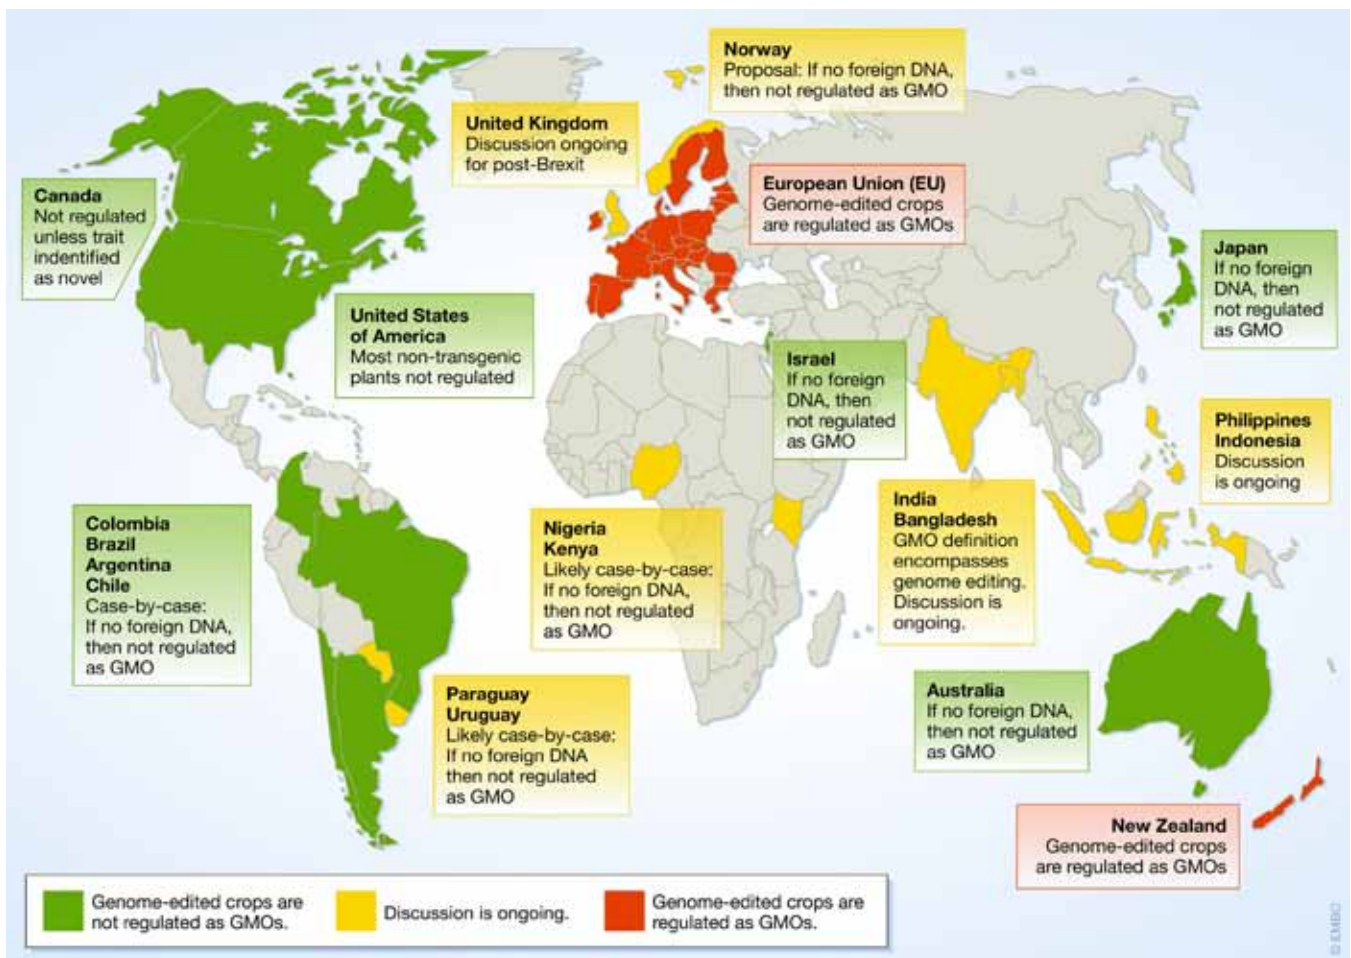 Norway
Proposal: If no foreign DNA,
then not regulated as GMO
United Kingdom
Discussion ongoing
for post-Brexit
European Union (EU)
Genome-edited crops
are regulated as GMOs
Canada
Not regulated
unless trait
indentified
as novel
Japan
If no foreign
DNA, then
not regulated
as GMO
United States
of America
Most non-transgenic
plants not regulated
Israel
If no foreign
DNA, then
not regulated
as GMO
Philippines
Indonesia
Discussion
is ongoing
Colombia
Brazil
Argentina
Chile
Case-by-case:
If no foreign DNA,
then not regulated
as GMO
Nigeria
Kenya
Likely case-by-case:
If no foreign DNA,
then not regulated
as GMO
India
Bangladesh
GMO definition
encompasses
genome editing.
Discussion is
ongoing.
Paraguay
Uruguay
Likely case-by-case:
If no foreign DNA
then not regulated
as GMO
Australia
If no foreign DNA,
then not regulated
as GMO
New Zealand
Genome-edited crops
are regulated as GMOs
Genome-edited crops are
not regulated as GMOs.
Discussion is ongoing.
Genome-edited crops are
regulated as GMOs.
© EMBO